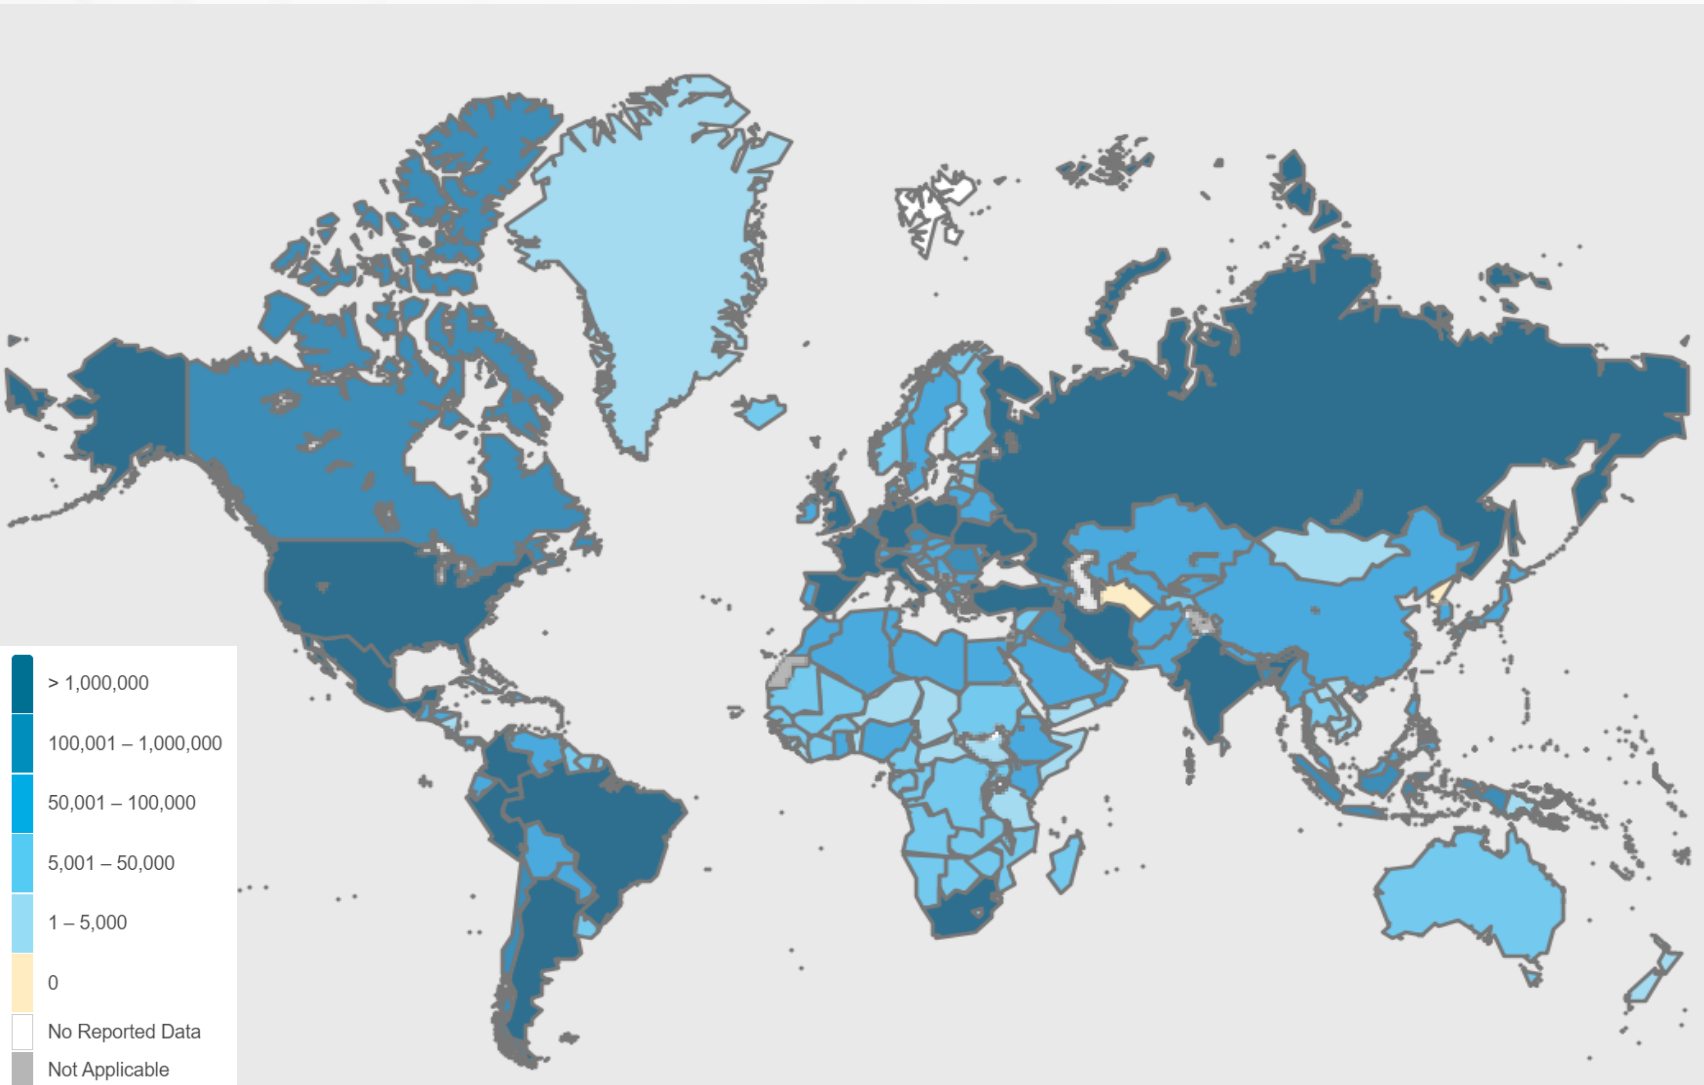 > 1,000,000
100,001 – 1,000,000
50,001 – 100,000
5,001 – 50,000
1 – 5,000
0
No Reported Data
Not Applicable